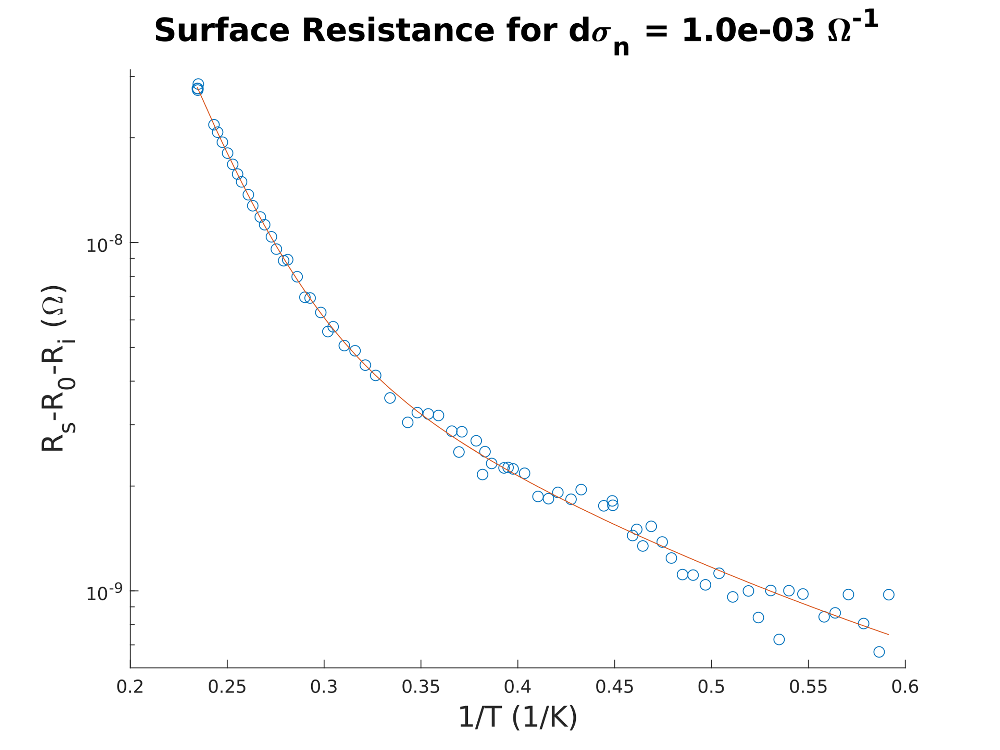 Surface Resistance for dσn = 1.0e-03 Ω-1
Rs-R0-Ri (Ω)
10-8
10-9
0.2 0.25 0.3 0.35 0.4 0.45 0.5 0.55 0.6
1/T (1/K)